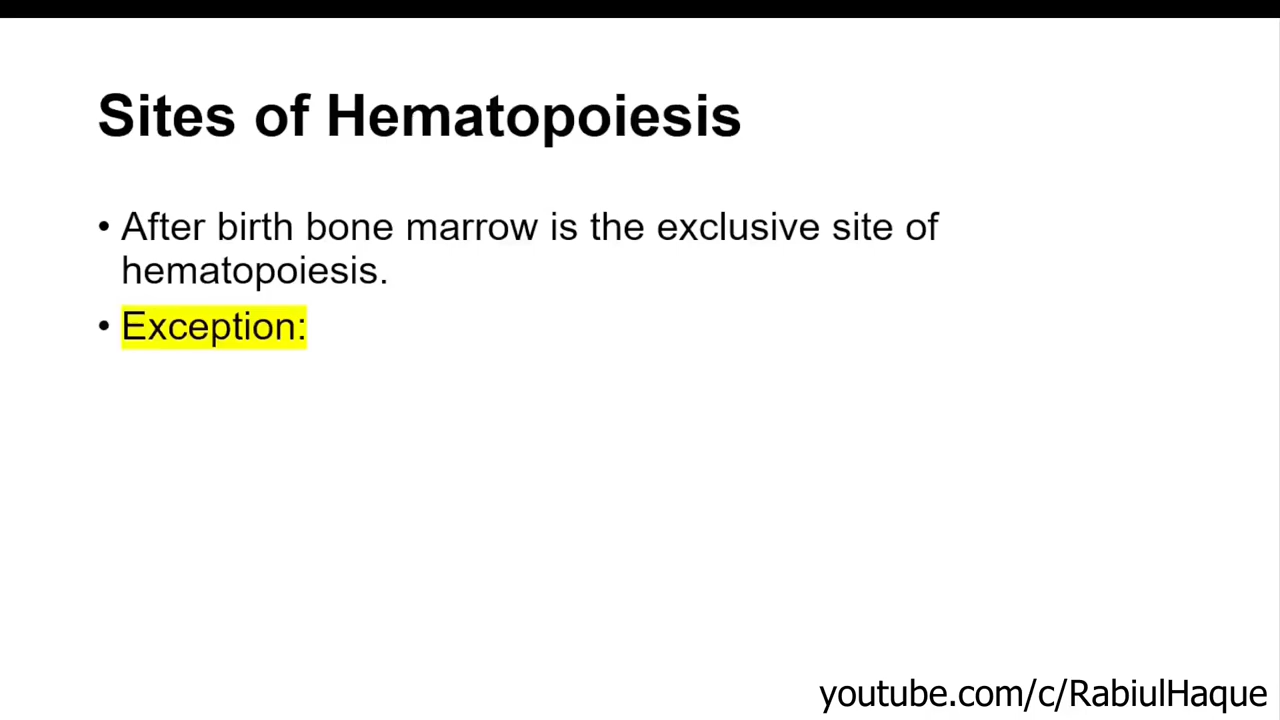 Sites of Hematopoiesis
• After birth bone marrow is the exclusive site of
hematopoiesis.
• Exception:
youtube.com/c/RabiulHaque